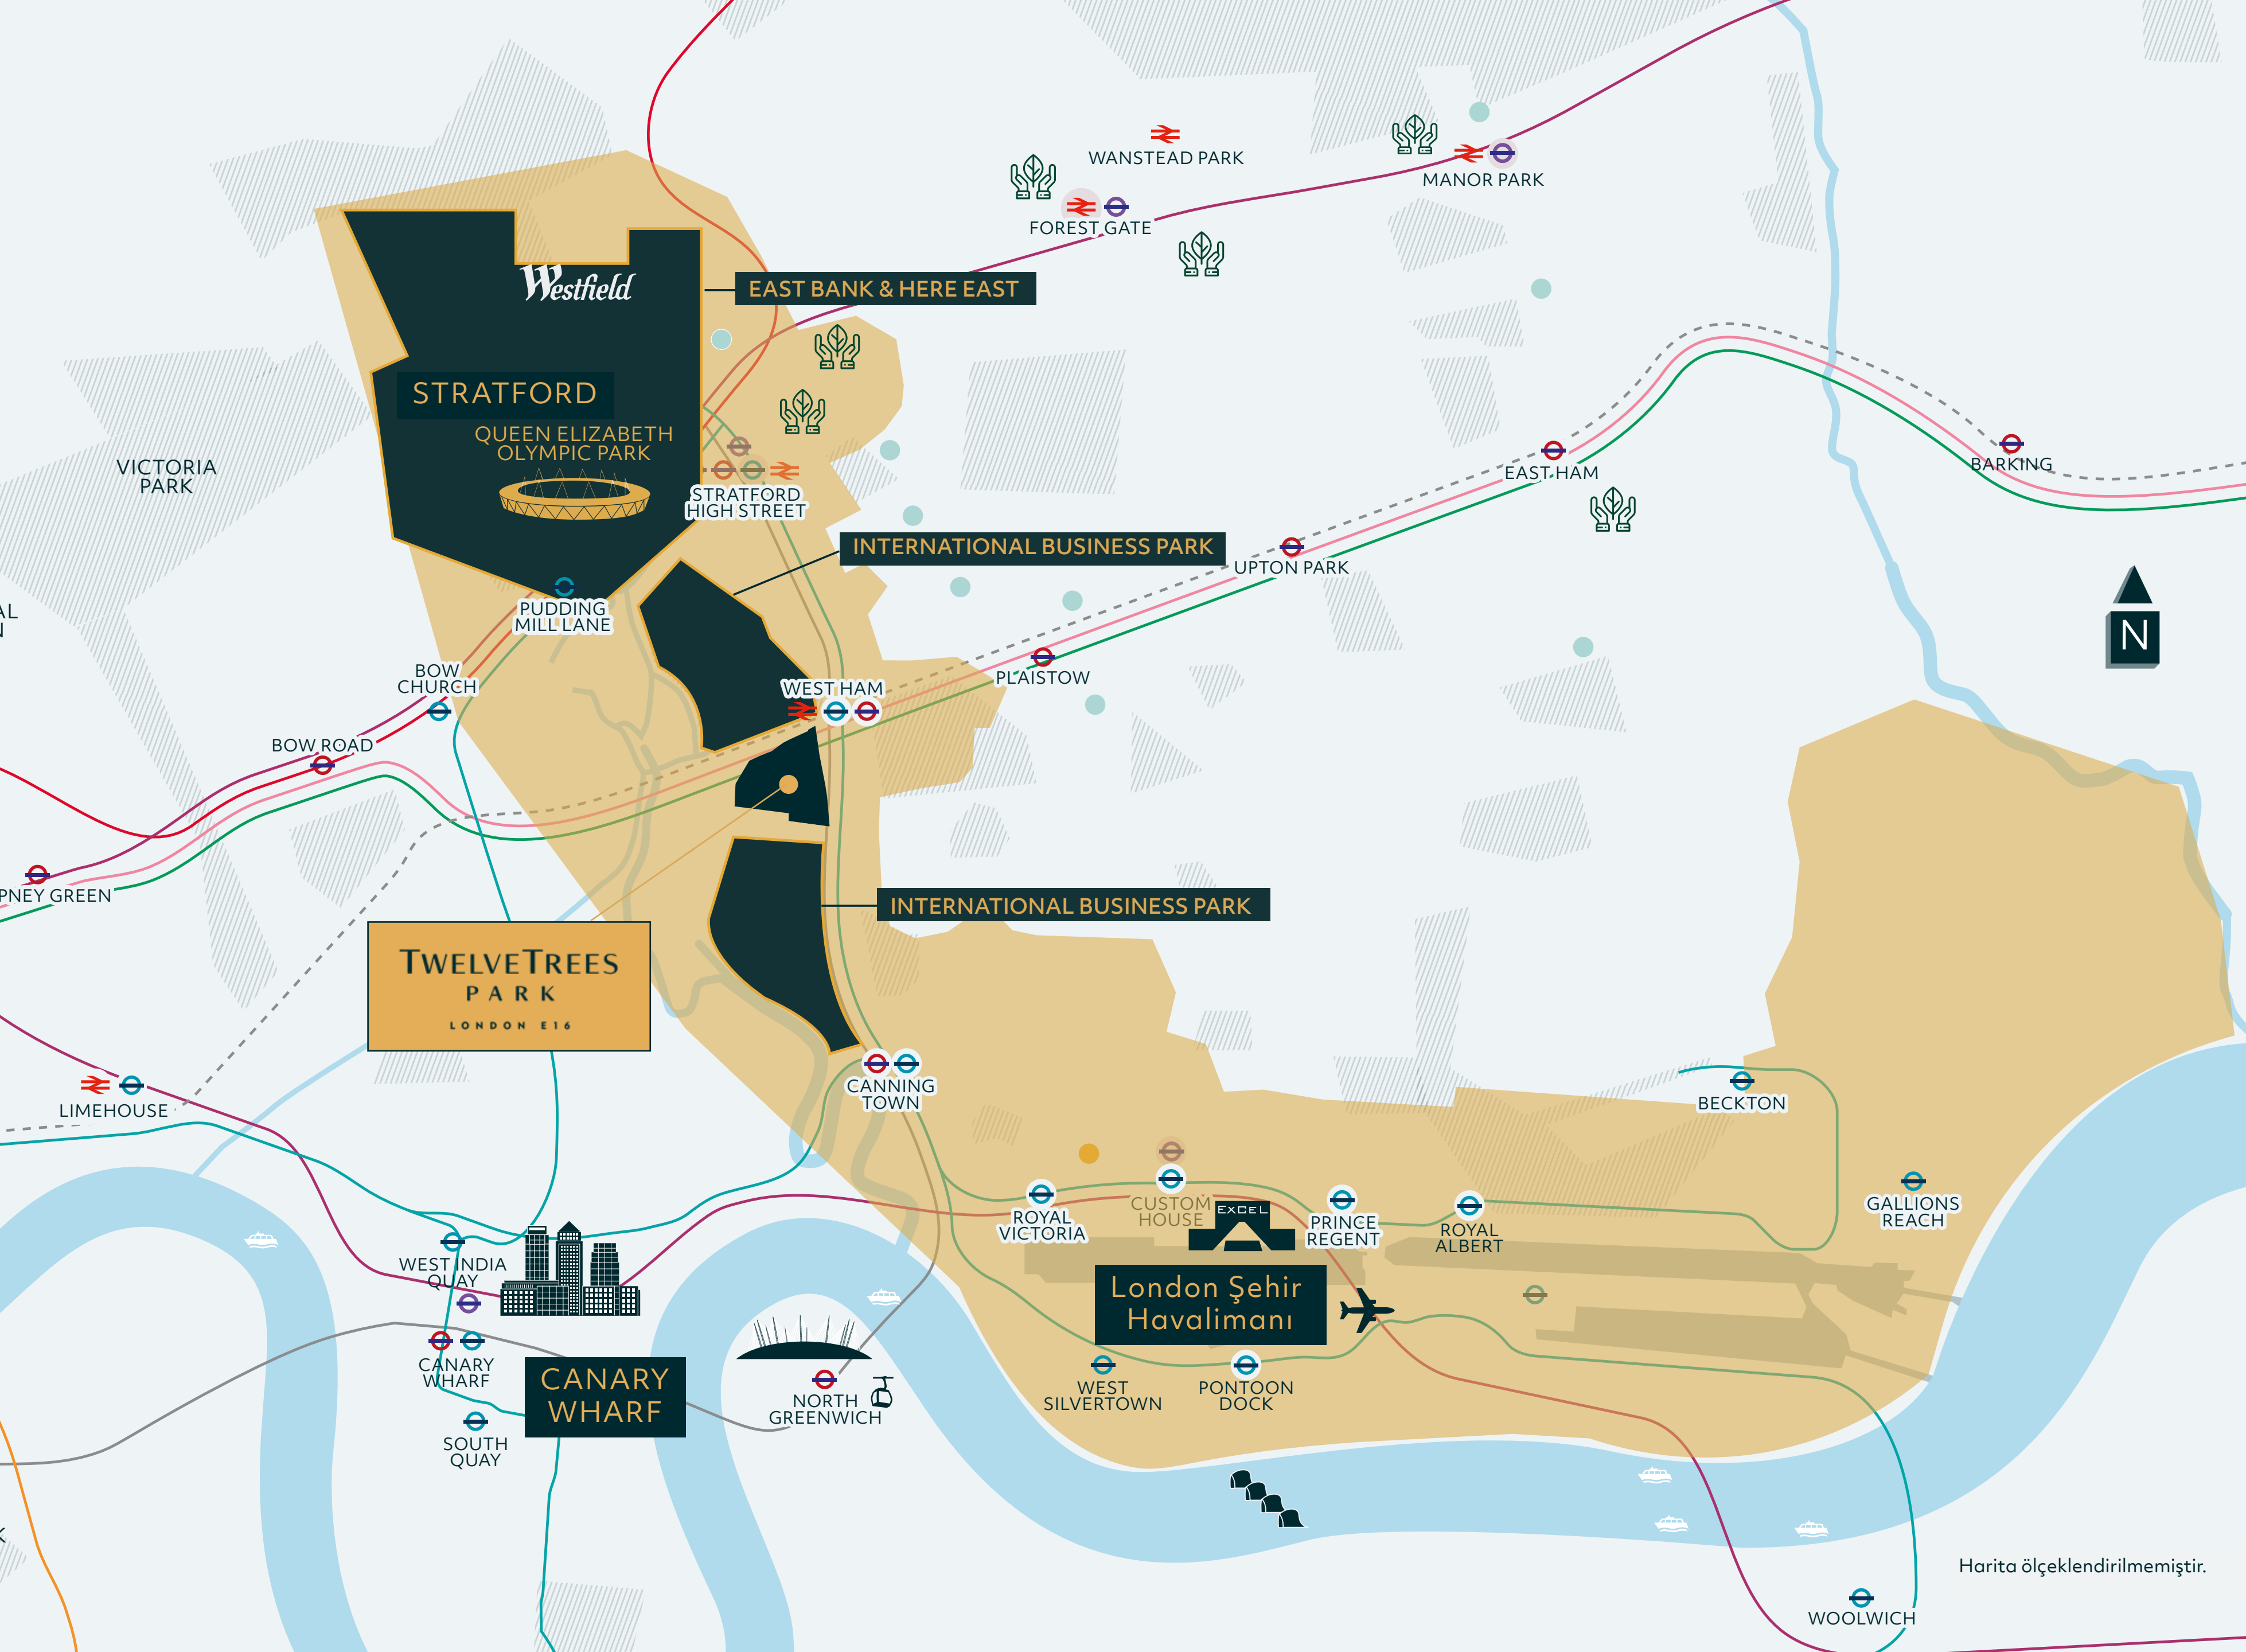 WANSTEAD PARK
MANOR PARK
FOREST GATE
Westfield
EAST BANK & HERE EAST
STRATFORD
QUEEN ELIZABETH
OLYMPIC PARK
VICTORIA
PARK
STRATFORD
HIGH STREET
EAST HAM
BARKING
INTERNATIONAL BUSINESS PARK
UPTON PARK
PUDDING
MILL LANE
N
BOW
CHURCH
WEST HAM
PLAISTOW
BOW ROAD
PNEY GREEN
INTERNATIONAL BUSINESS PARK
TWELVETREES
PARK
LONDON E16
CANNING
TOWN
LIMEHOUSE
BECKTON
ROYAL
VICTORIA
CUSTOM
HOUSE
EXCEL
PRINCE
REGENT
ROYAL
ALBERT
GALLIONS
REACH
WEST INDIA
QUAY
London Şehir
Havalimanı
CANARY
WHARF
CANARY
WHARF
NORTH
GREENWICH
WEST
SILVERTOWN
PONTOON
DOCK
SOUTH
QUAY
Harita ölçeklendirilmemiştir.
WOOLWICH